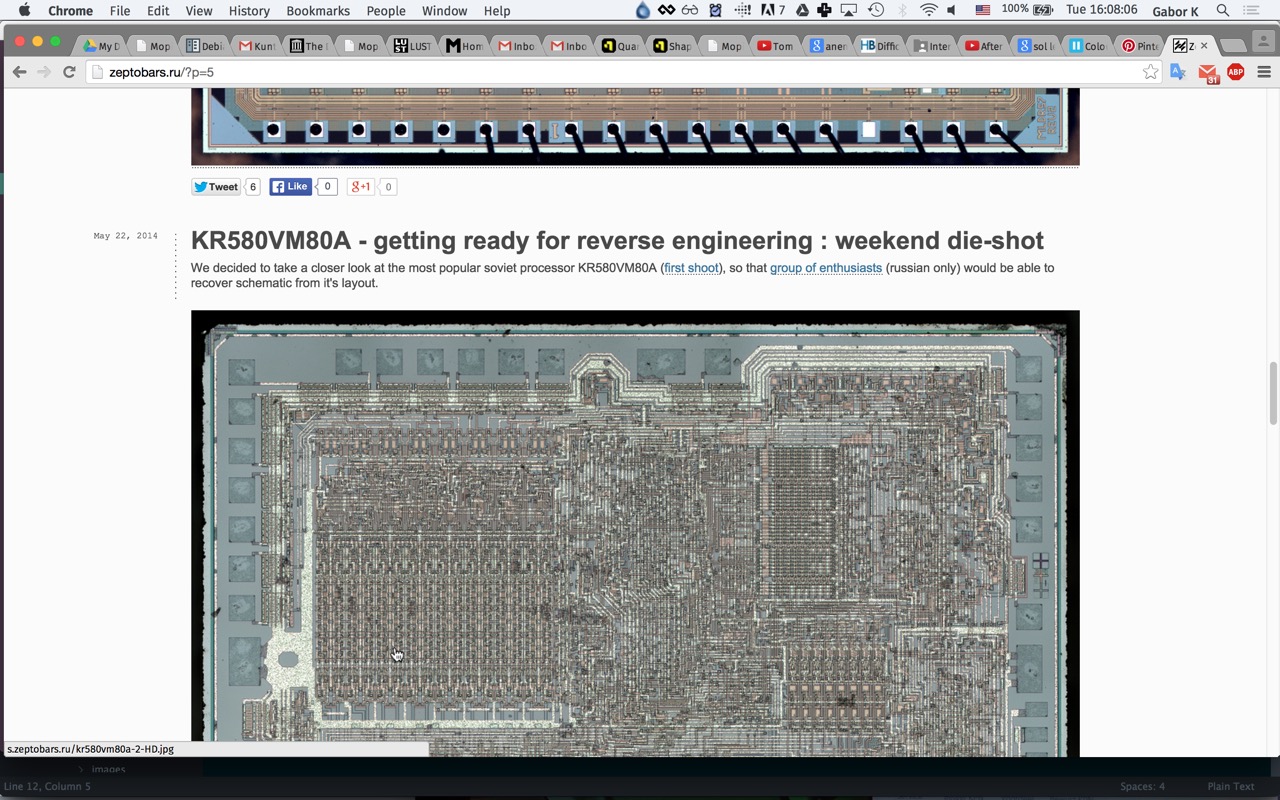 Chrome File Edit View History Bookmarks People Window Help 7 100% Tue 16:08:06 Gabor K
My D Mop Debi Kunt The Mop LUST Hom Inbo Inbo Qua Shap Mop Tom aner Diffic Inter After sol l Colo Pinte Z
zeptobars.ru/?p=5 31 ABP
Tweet 6 Like 0 g+1 0
May 22, 2014
KR580VM80A - getting ready for reverse engineering : weekend die-shot
We decided to take a closer look at the most popular soviet processor KR580VM80A (first shoot), so that group of enthusiasts (russian only) would be able to
recover schematic from it's layout.
s.zeptobars.ru/kr580vm80a-2-HD.jpg
images
Line 12, Column 5 Spaces: 4 Plain Text